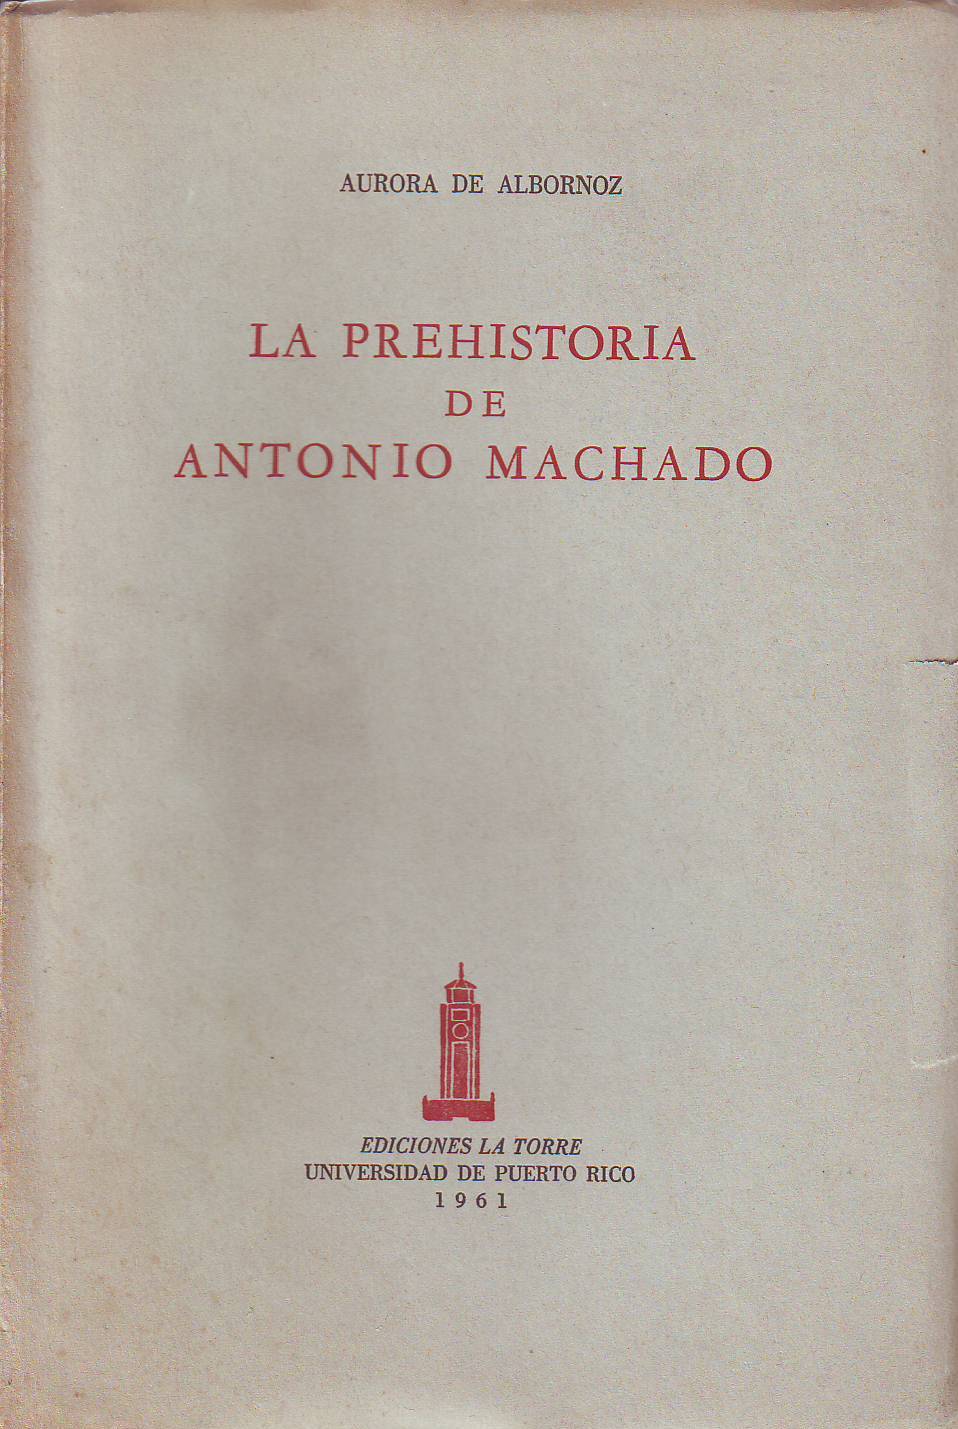 AURORA DE ALBORNOZ
LA PREHISTORIA
DE
ANTONIO MACHADO
EDICIONES LA TORRE
UNIVERSIDAD DE PUERTO RICO
1961